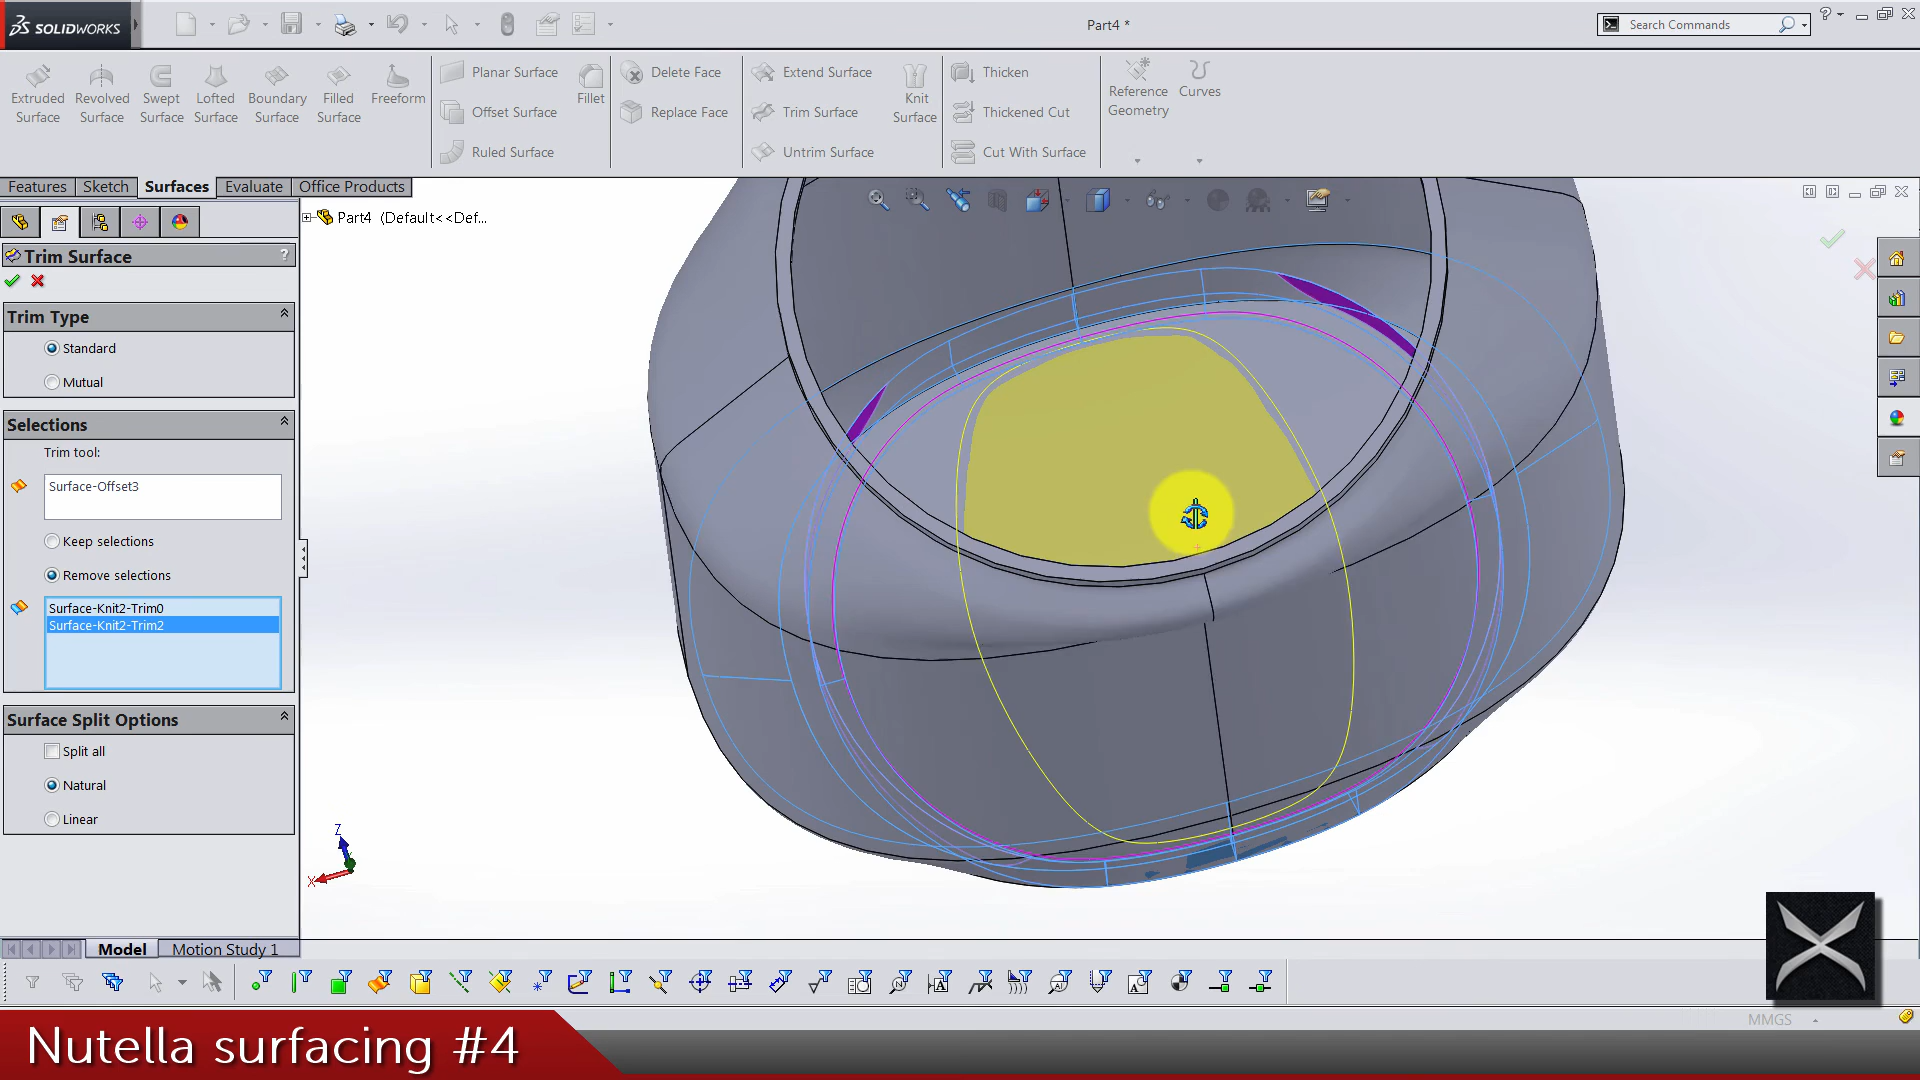 SOLIDWORKS
Part4 *
Search Commands
?
Extruded Surface
Revolved Surface
Swept Surface
Lofted Surface
Boundary Surface
Filled Surface
Freeform
Planar Surface
Offset Surface
Ruled Surface
Fillet
Delete Face
Replace Face
Extend Surface
Trim Surface
Untrim Surface
Knit Surface
Thicken
Thickened Cut
Cut With Surface
Reference Geometry
Curves
Features
Sketch
Surfaces
Evaluate
Office Products
Part4 (Default<<Def...
Trim Surface
?
Trim Type
Standard
Mutual
Selections
Trim tool:
Surface-Offset3
Keep selections
Remove selections
Surface-Knit2-Trim0
Surface-Knit2-Trim2
Surface Split Options
Split all
Natural
Linear
Z
X
Model
Motion Study 1
MMGS
Nutella surfacing #4